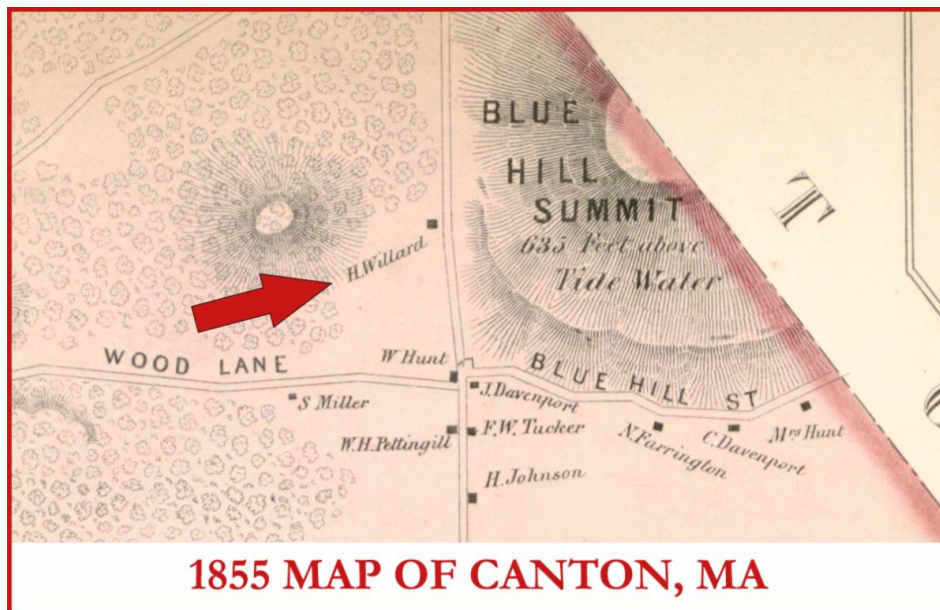 BLUE
HILL
SUMMIT
635 Feet above
Tide Water
T
H. Willard
WOOD LANE
W Hunt
BLUE HILL ST
S Miller
J. Davenport
W. H. Pettingill
F. W. Tucker
N. Farrington
C. Davenport
Mrs Hunt
H. Johnson
1855 MAP OF CANTON, MA